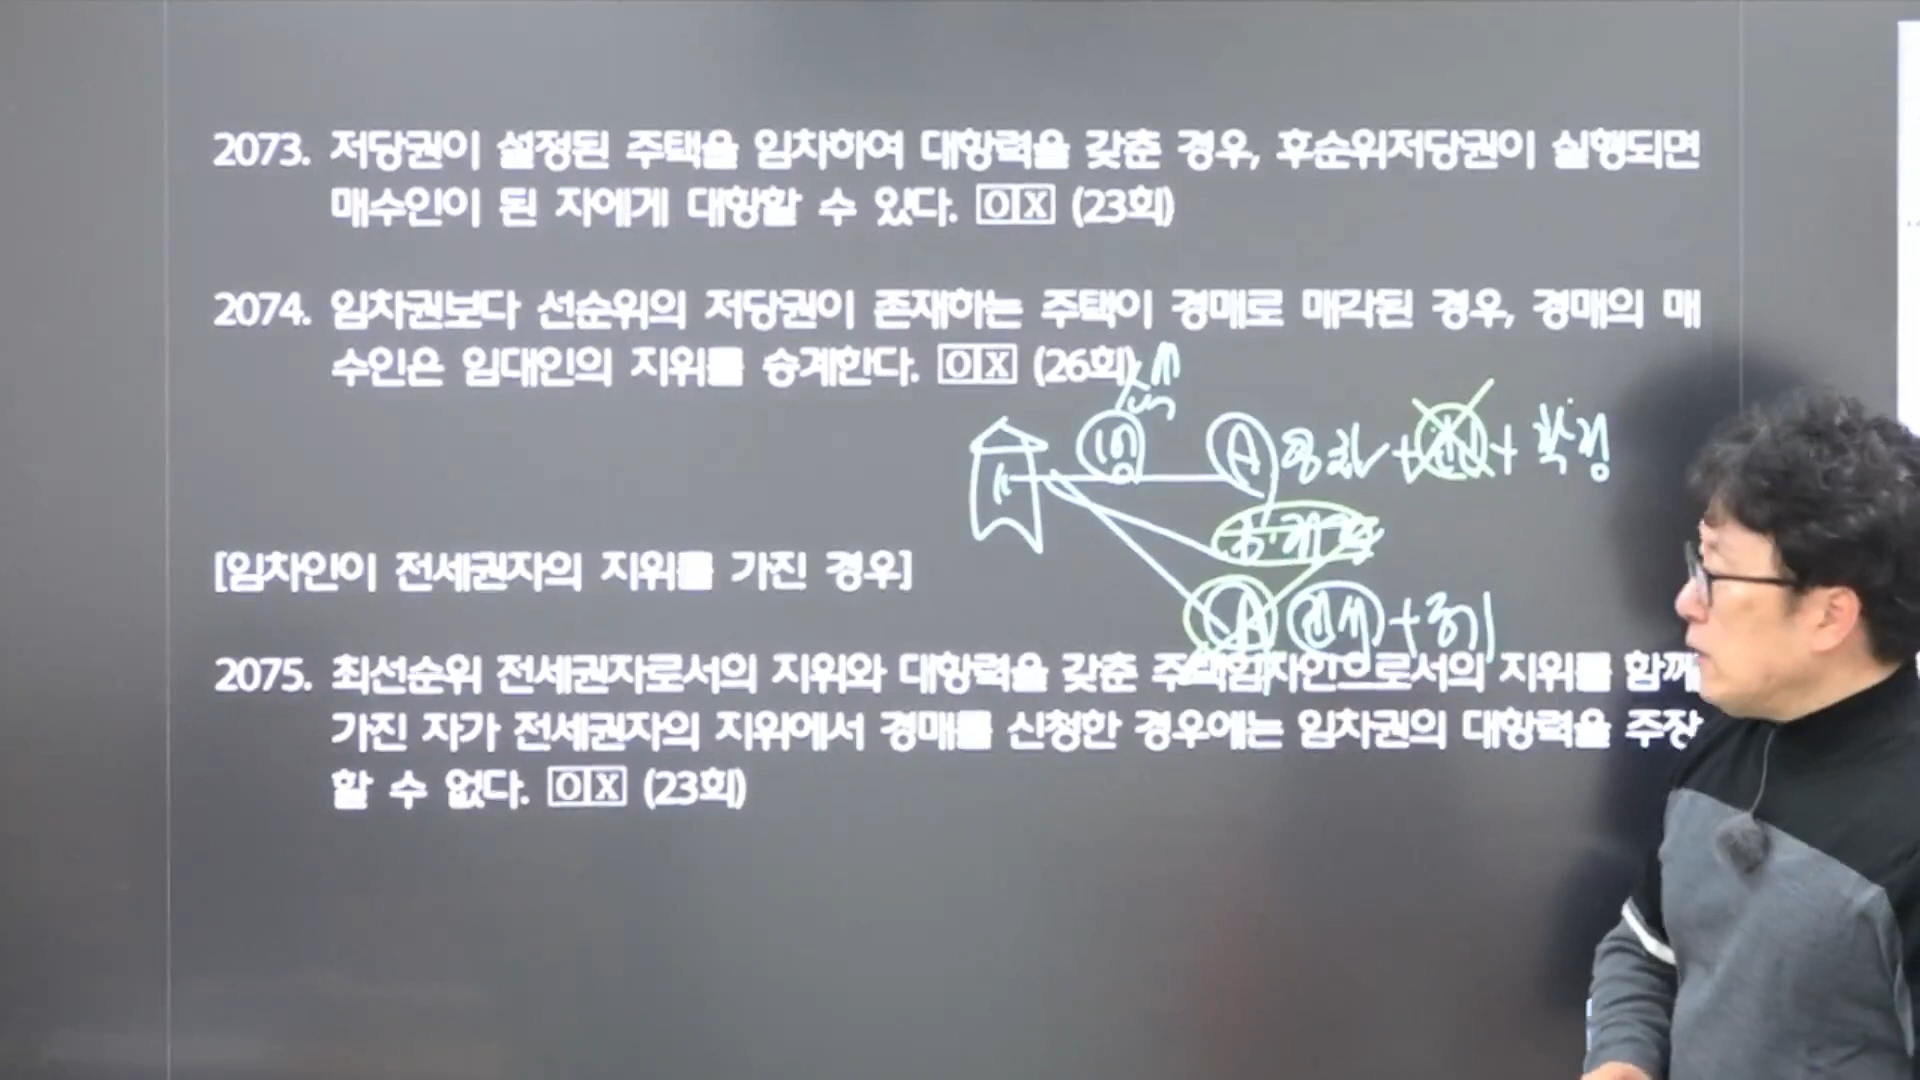 2073. 저당권이 설정된 주택을 임차하여 대항력을 갖춘 경우, 후순위저당권이 실행되면
매수인이 된 자에게 대항할 수 있다. O X (23회)
2074. 임차권보다 선순위의 저당권이 존재하는 주택이 경매로 매각된 경우, 경매의 매
수인은 임대인의 지위를 승계한다. O X (26회)
+ 확정
[임차인이 전세권자의 지위를 가진 경우]
2075. 최선순위 전세권자로서의 지위와 대항력을 갖춘 주택임차인으로서의 지위를 함께
가진 자가 전세권자의 지위에서 경매를 신청한 경우에는 임차권의 대항력을 주장
할 수 없다. O X (23회)